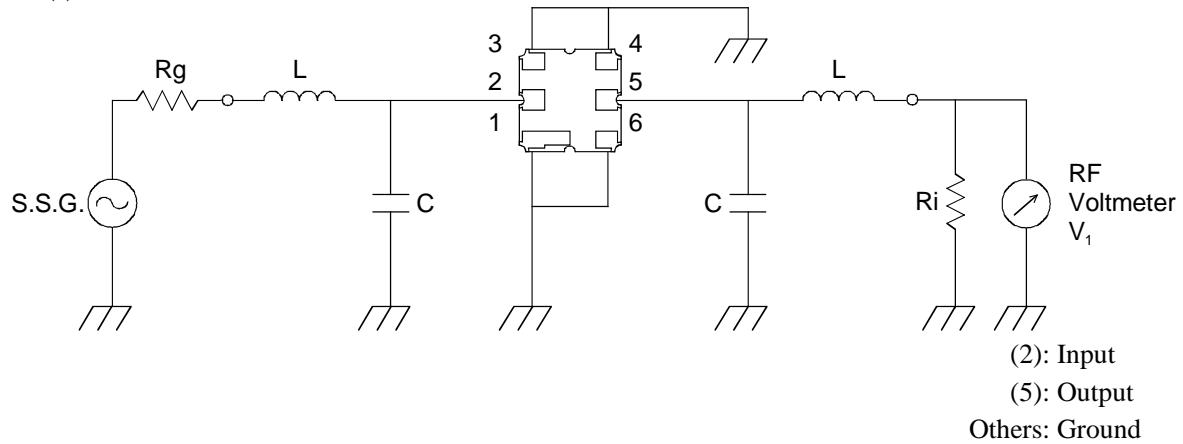 3
4
Rg
L
2
5
L
1
6
S.S.G.
C
C
Ri
RF
Voltmeter
V₁
(2): Input
(5): Output
Others: Ground